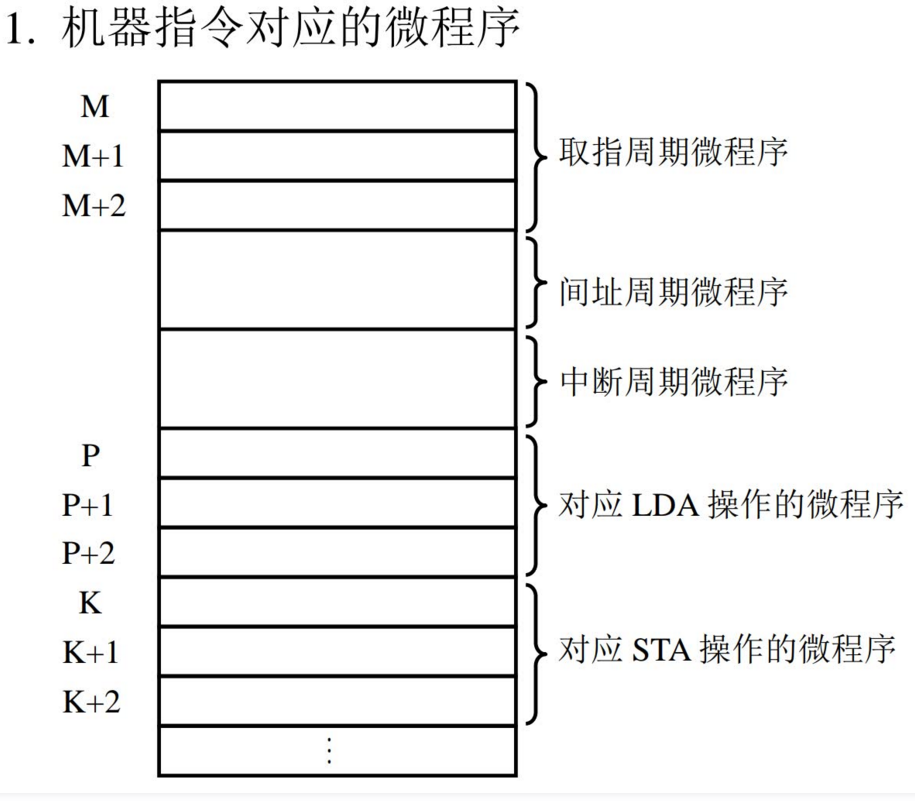 1. 机器指令对应的微程序
M
M+1
取指周期微程序
M+2
间址周期微程序
中断周期微程序
P
P+1
对应 LDA 操作的微程序
P+2
K
K+1
对应 STA 操作的微程序
K+2
⋮